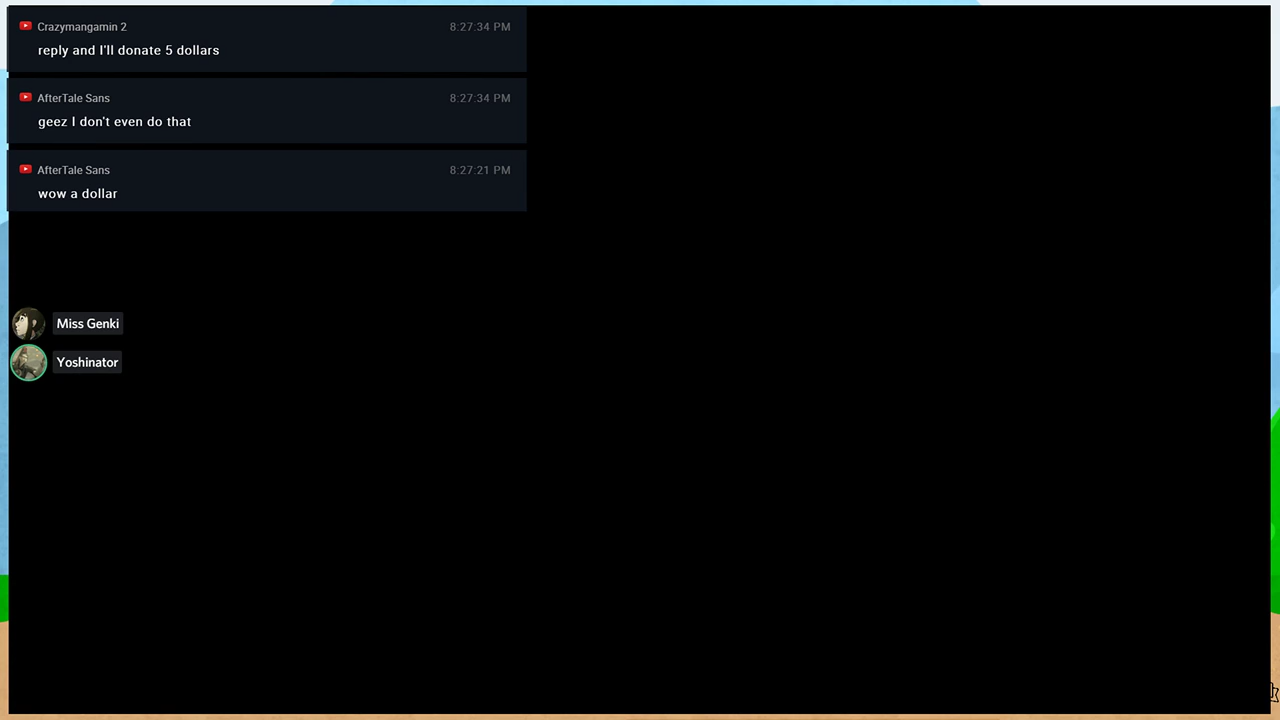 Crazymangamin 2 8:27:34 PM
reply and I'll donate 5 dollars
AfterTale Sans 8:27:34 PM
geez I don't even do that
AfterTale Sans 8:27:21 PM
wow a dollar
Miss Genki
Yoshinator